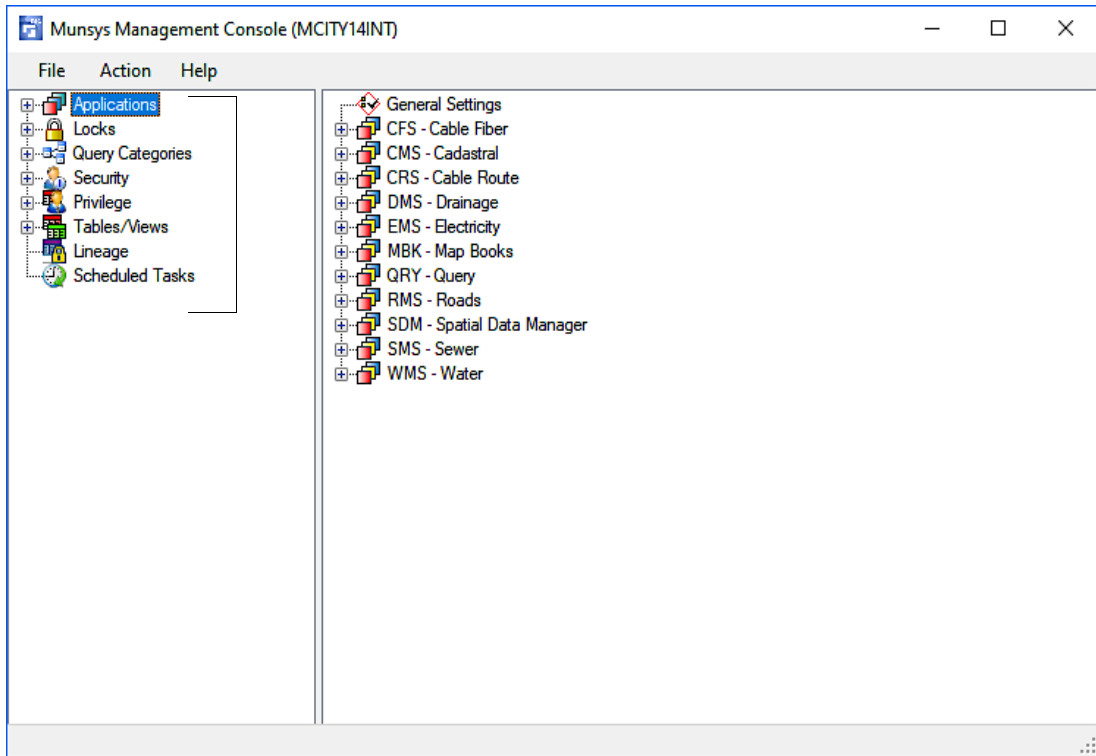 Munsys Management Console (MCITY14INT)
File Action Help
Applications
Locks
Query Categories
Security
Privilege
Tables/Views
Lineage
Scheduled Tasks
General Settings
CFS - Cable Fiber
CMS - Cadastral
CRS - Cable Route
DMS - Drainage
EMS - Electricity
MBK - Map Books
QRY - Query
RMS - Roads
SDM - Spatial Data Manager
SMS - Sewer
WMS - Water